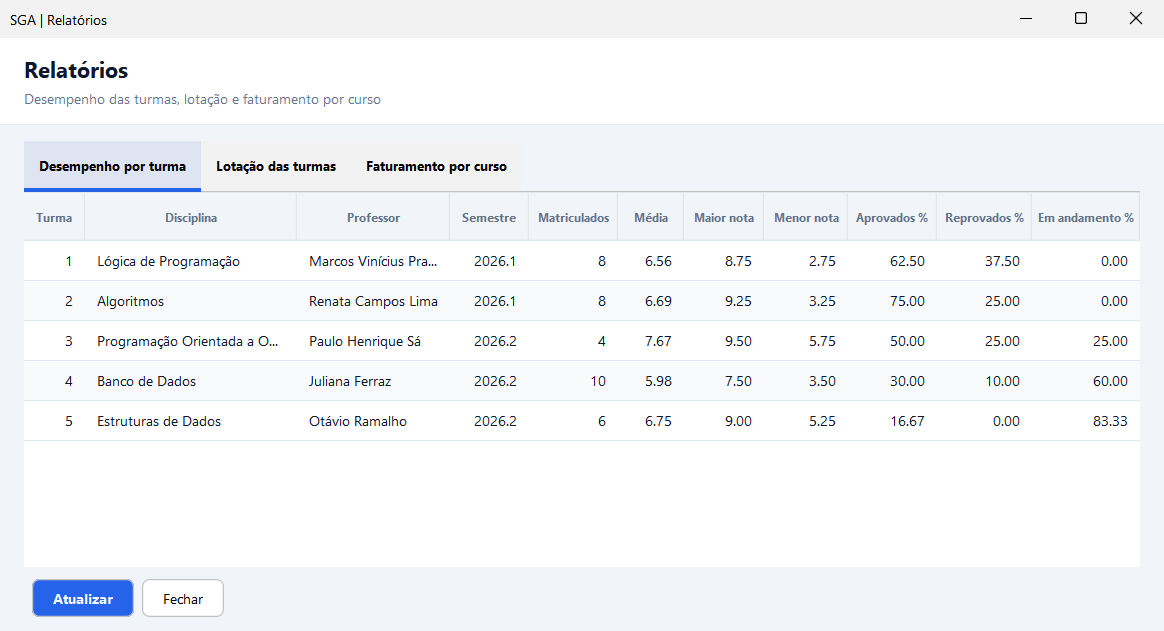 SGA | Relatórios
Relatórios
Desempenho das turmas, lotação e faturamento por curso
Desempenho por turma Lotação das turmas Faturamento por curso
Turma Disciplina Professor Semestre Matriculados Média Maior nota Menor nota Aprovados % Reprovados % Em andamento %
1 Lógica de Programação Marcos Vinícius Pra... 2026.1 8 6.56 8.75 2.75 62.50 37.50 0.00
2 Algoritmos Renata Campos Lima 2026.1 8 6.69 9.25 3.25 75.00 25.00 0.00
3 Programação Orientada a O... Paulo Henrique Sá 2026.2 4 7.67 9.50 5.75 50.00 25.00 25.00
4 Banco de Dados Juliana Ferraz 2026.2 10 5.98 7.50 3.50 30.00 10.00 60.00
5 Estruturas de Dados Otávio Ramalho 2026.2 6 6.75 9.00 5.25 16.67 0.00 83.33
Atualizar Fechar